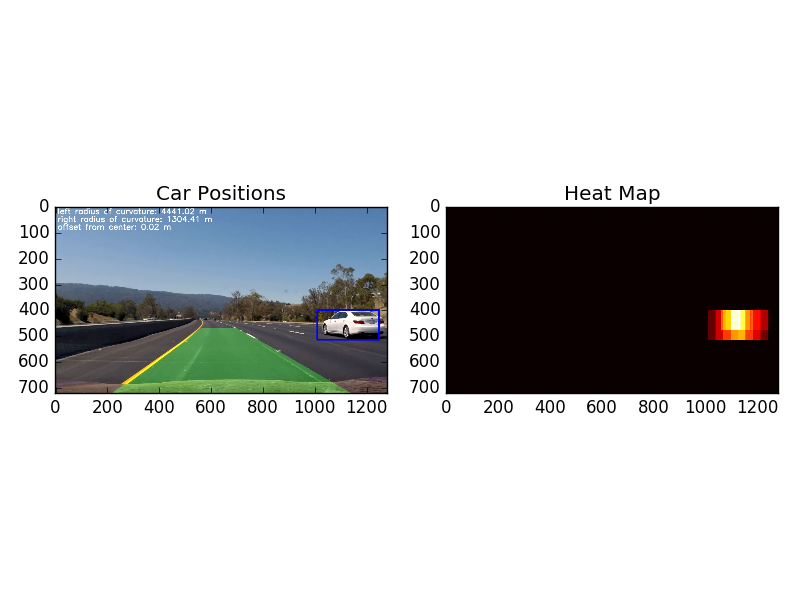 Car Positions
left radius of curvature: 4441.02 m
right radius of curvature: 1304.41 m
offset from center: 0.02 m
0
100
200
300
400
500
600
700
0 200 400 600 800 1000 1200
Heat Map
0
100
200
300
400
500
600
700
0 200 400 600 800 1000 1200